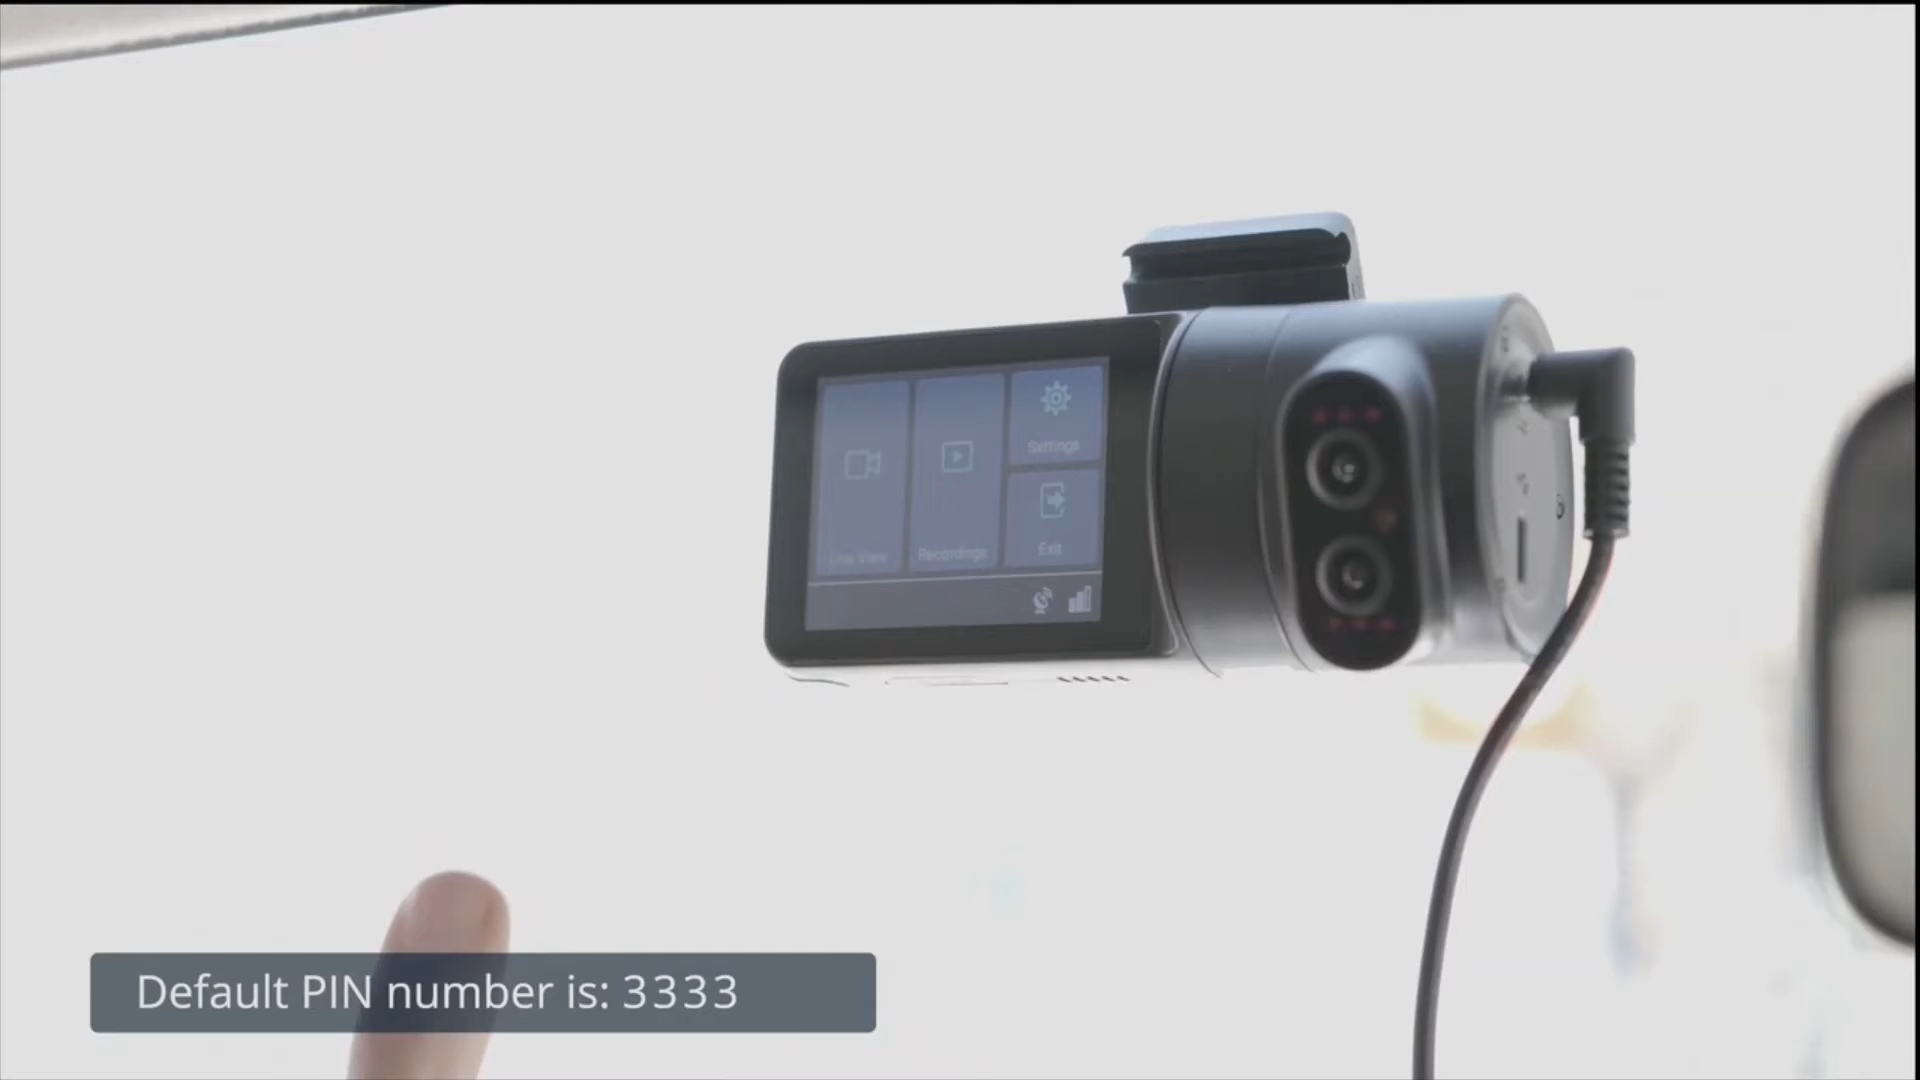 Settings
Live View
Recordings
Exit
Default PIN number is: 3333